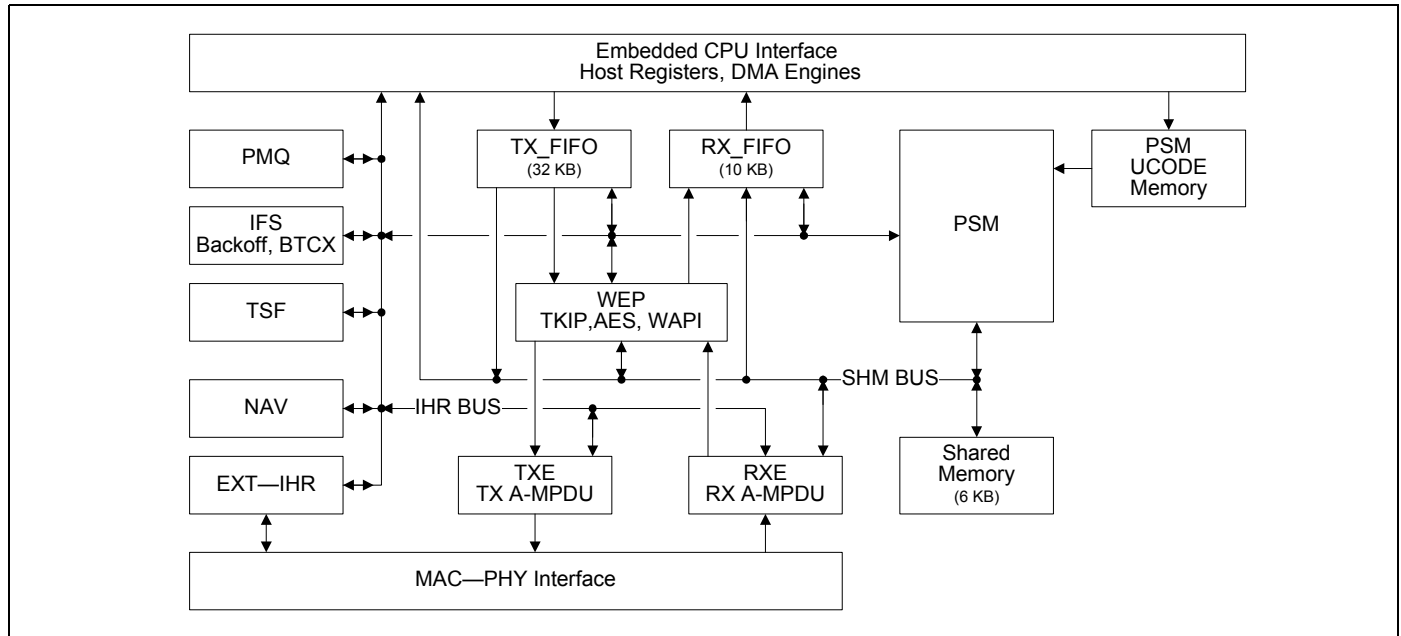 Embedded CPU Interface
Host Registers, DMA Engines
PMQ
TX_FIFO
(32 KB)
RX_FIFO
(10 KB)
PSM
UCODE
Memory
IFS
Backoff, BTCX
PSM
TSF
WEP
TKIP,AES, WAPI
SHM BUS
NAV
IHR BUS
EXT—IHR
TXE
TX A-MPDU
RXE
RX A-MPDU
Shared
Memory
(6 KB)
MAC—PHY Interface